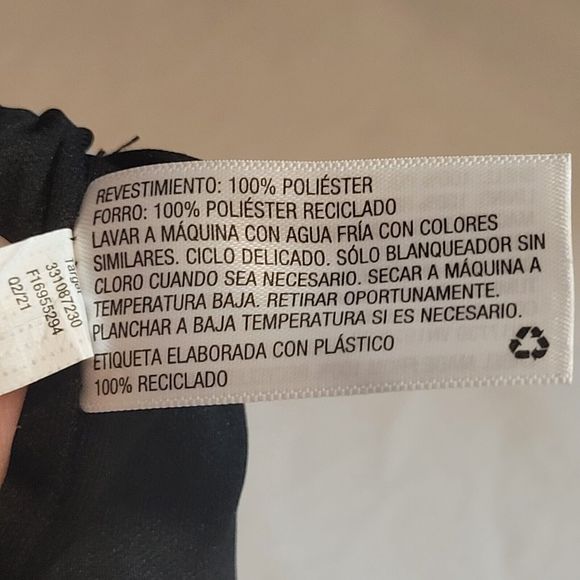 REVESTIMIENTO: 100% POLIÉSTER
FORRO: 100% POLIÉSTER RECICLADO
LAVAR A MÁQUINA CON AGUA FRÍA CON COLORES
SIMILARES. CICLO DELICADO. SÓLO BLANQUEADOR SIN
CLORO CUANDO SEA NECESARIO. SECAR A MÁQUINA A
TEMPERATURA BAJA. RETIRAR OPORTUNAMENTE.
PLANCHAR A BAJA TEMPERATURA SI ES NECESARIO.
ETIQUETA ELABORADA CON PLÁSTICO
100% RECICLADO
Target
331087230
F16955294
02/21